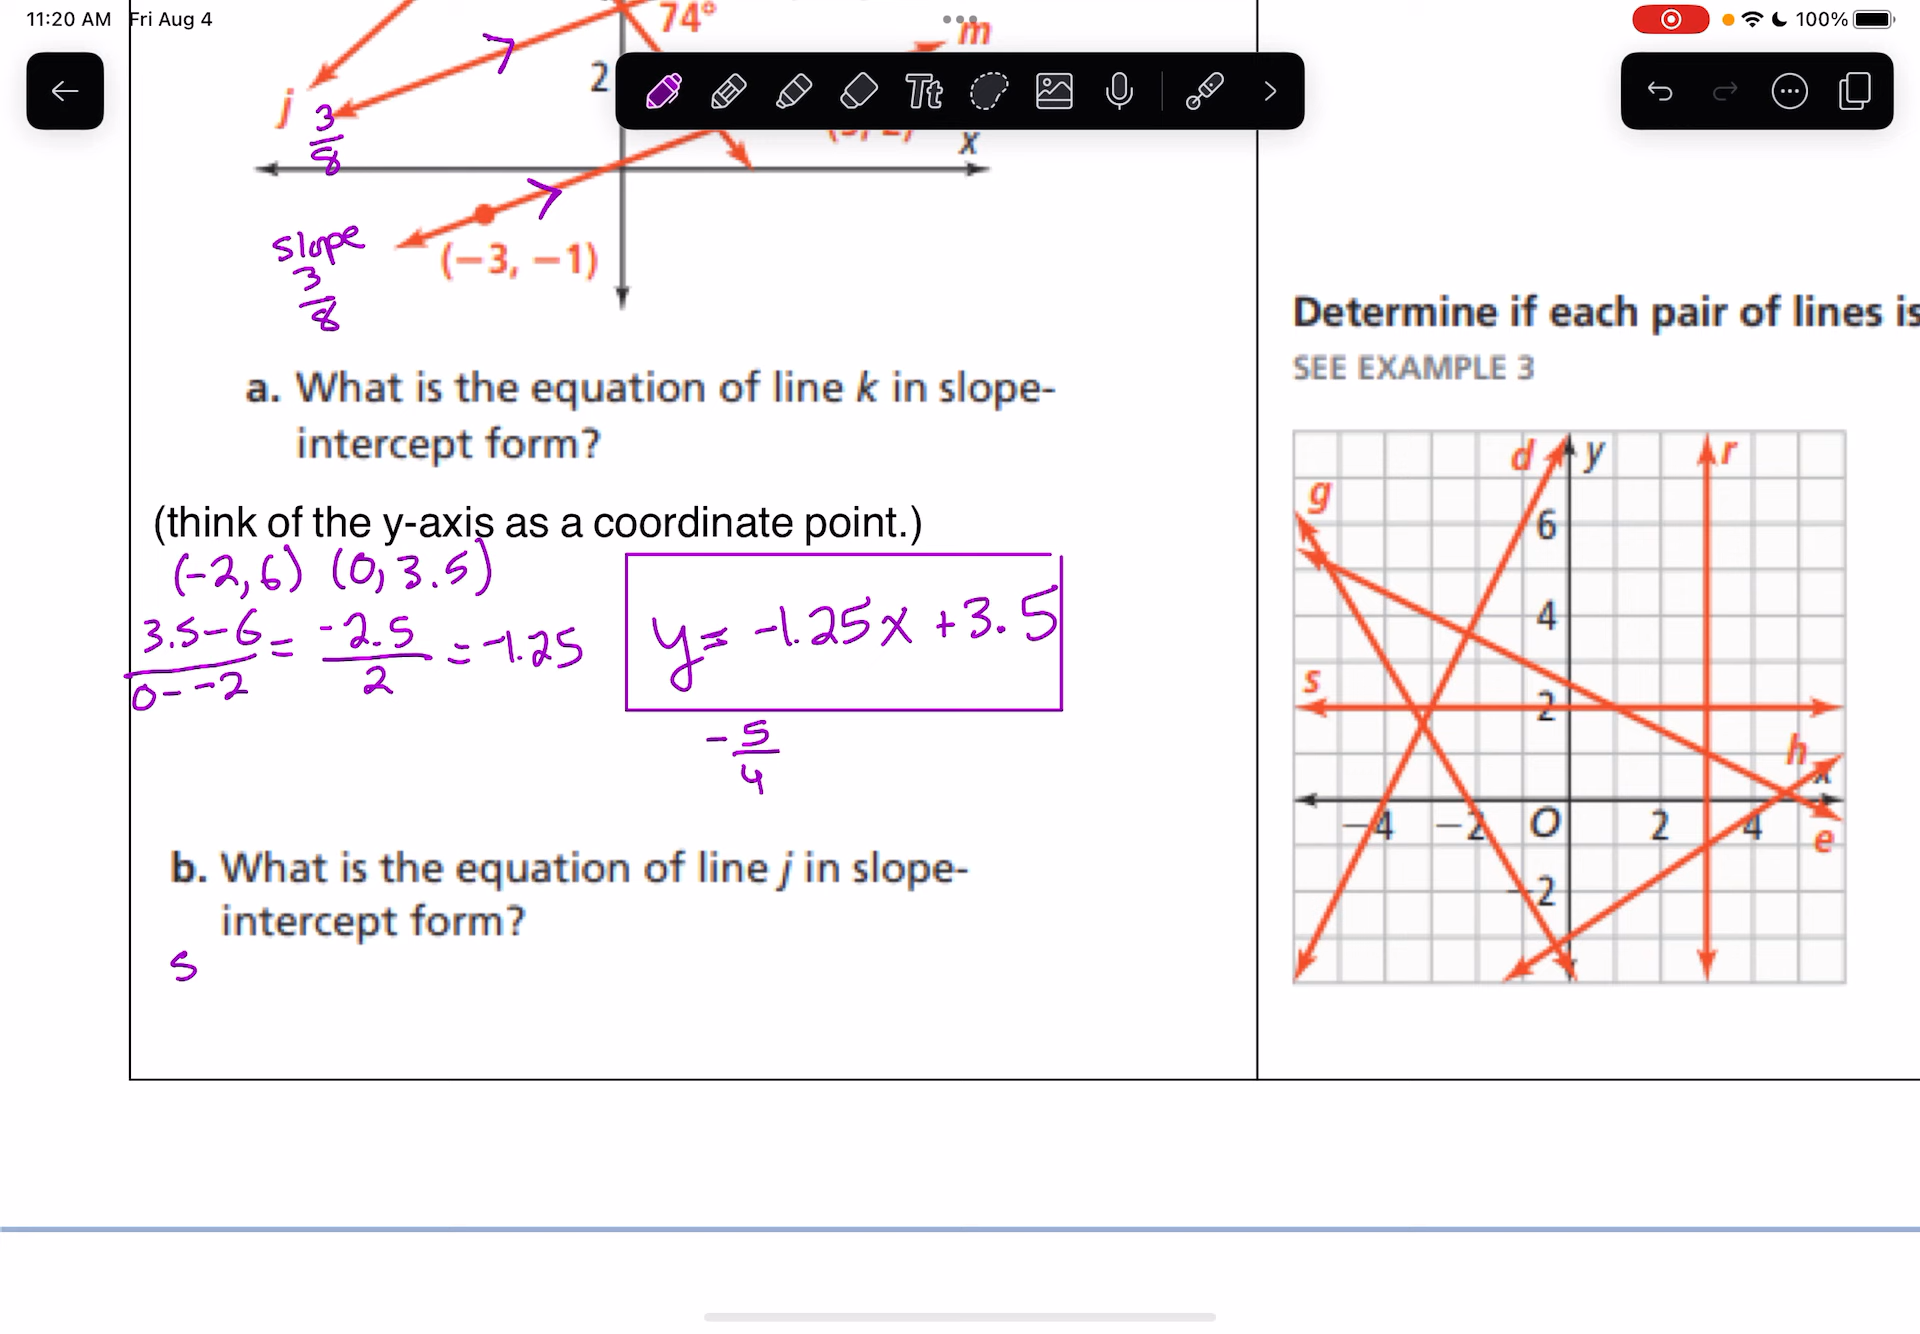 11:20 AM Fri Aug 4
100%
74°
m
2
Tt
j
3
8
x
slope
3
8
(−3, −1)
a. What is the equation of line k in slope-
intercept form?
(think of the y-axis as a coordinate point.)
(-2,6) (0,3.5)
3.5-6 = -2.5 = -1.25
0--2 2
y= -1.25x +3.5
-5
4
b. What is the equation of line j in slope-
intercept form?
s
Determine if each pair of lines is
SEE EXAMPLE 3
d y r
g
6
4
s
2
h
x
−4 −2 O 2 4
e
−2